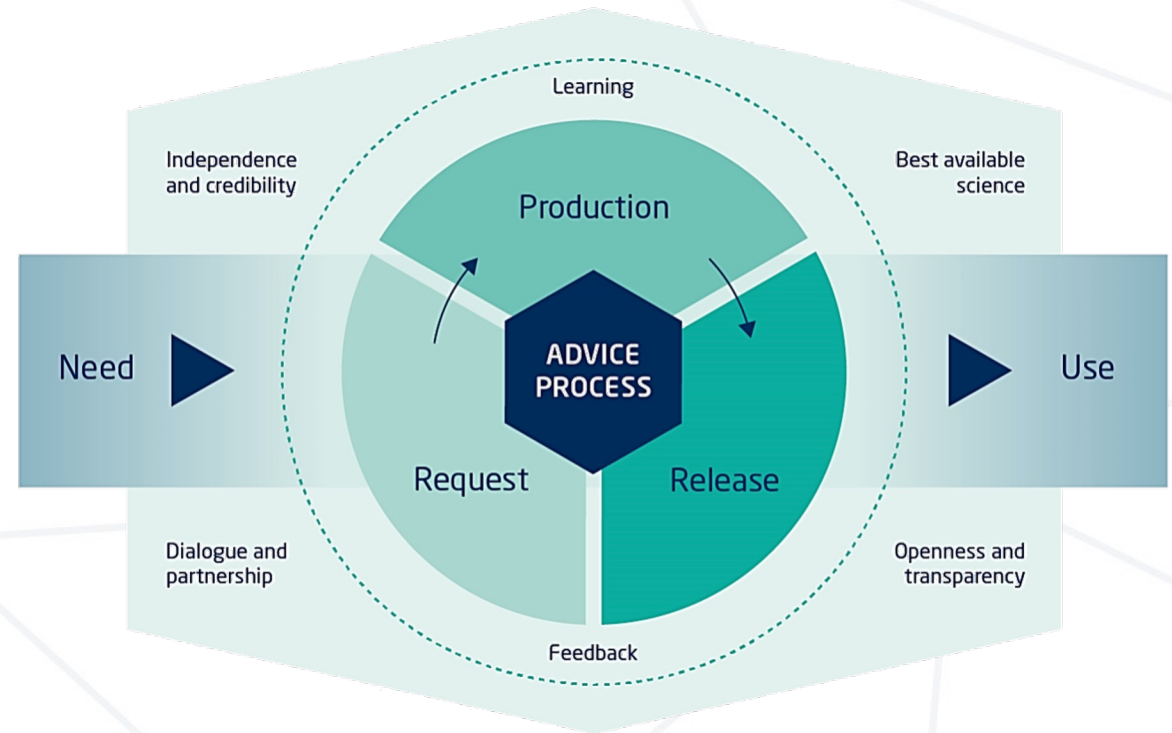 Learning
Independence
and credibility
Best available
science
Production
Need
ADVICE
PROCESS
Use
Request
Release
Dialogue and
partnership
Openness and
transparency
Feedback